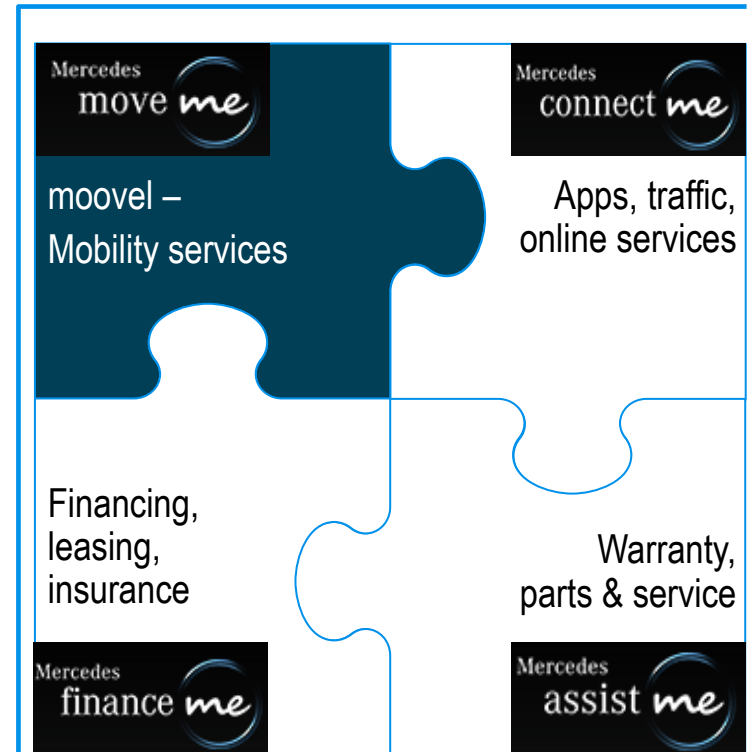 Mercedes
move me
moovel –
Mobility services
Mercedes
connect me
Apps, traffic,
online services
Financing,
leasing,
insurance
Mercedes
finance me
Warranty,
parts & service
Mercedes
assist me